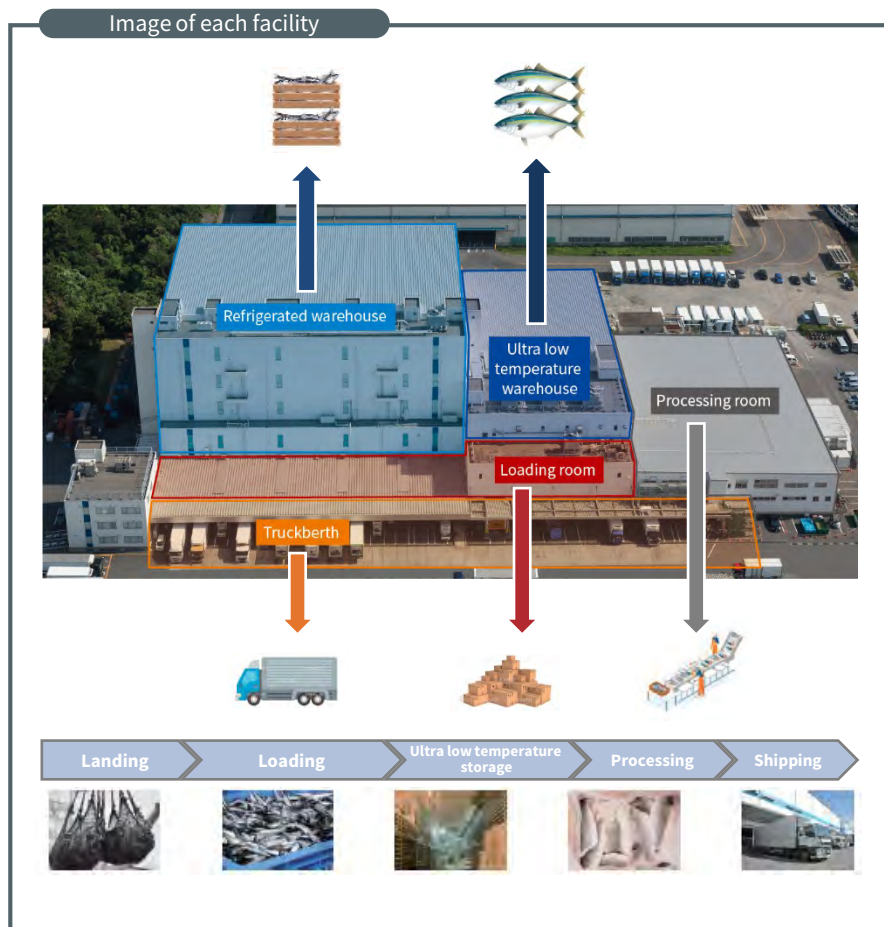 Image of each facility
Refrigerated warehouse
Ultra low
temperature
warehouse
Processing room
Loading room
Truckberth
Landing
Loading
Ultra low temperature
storage
Processing
Shipping